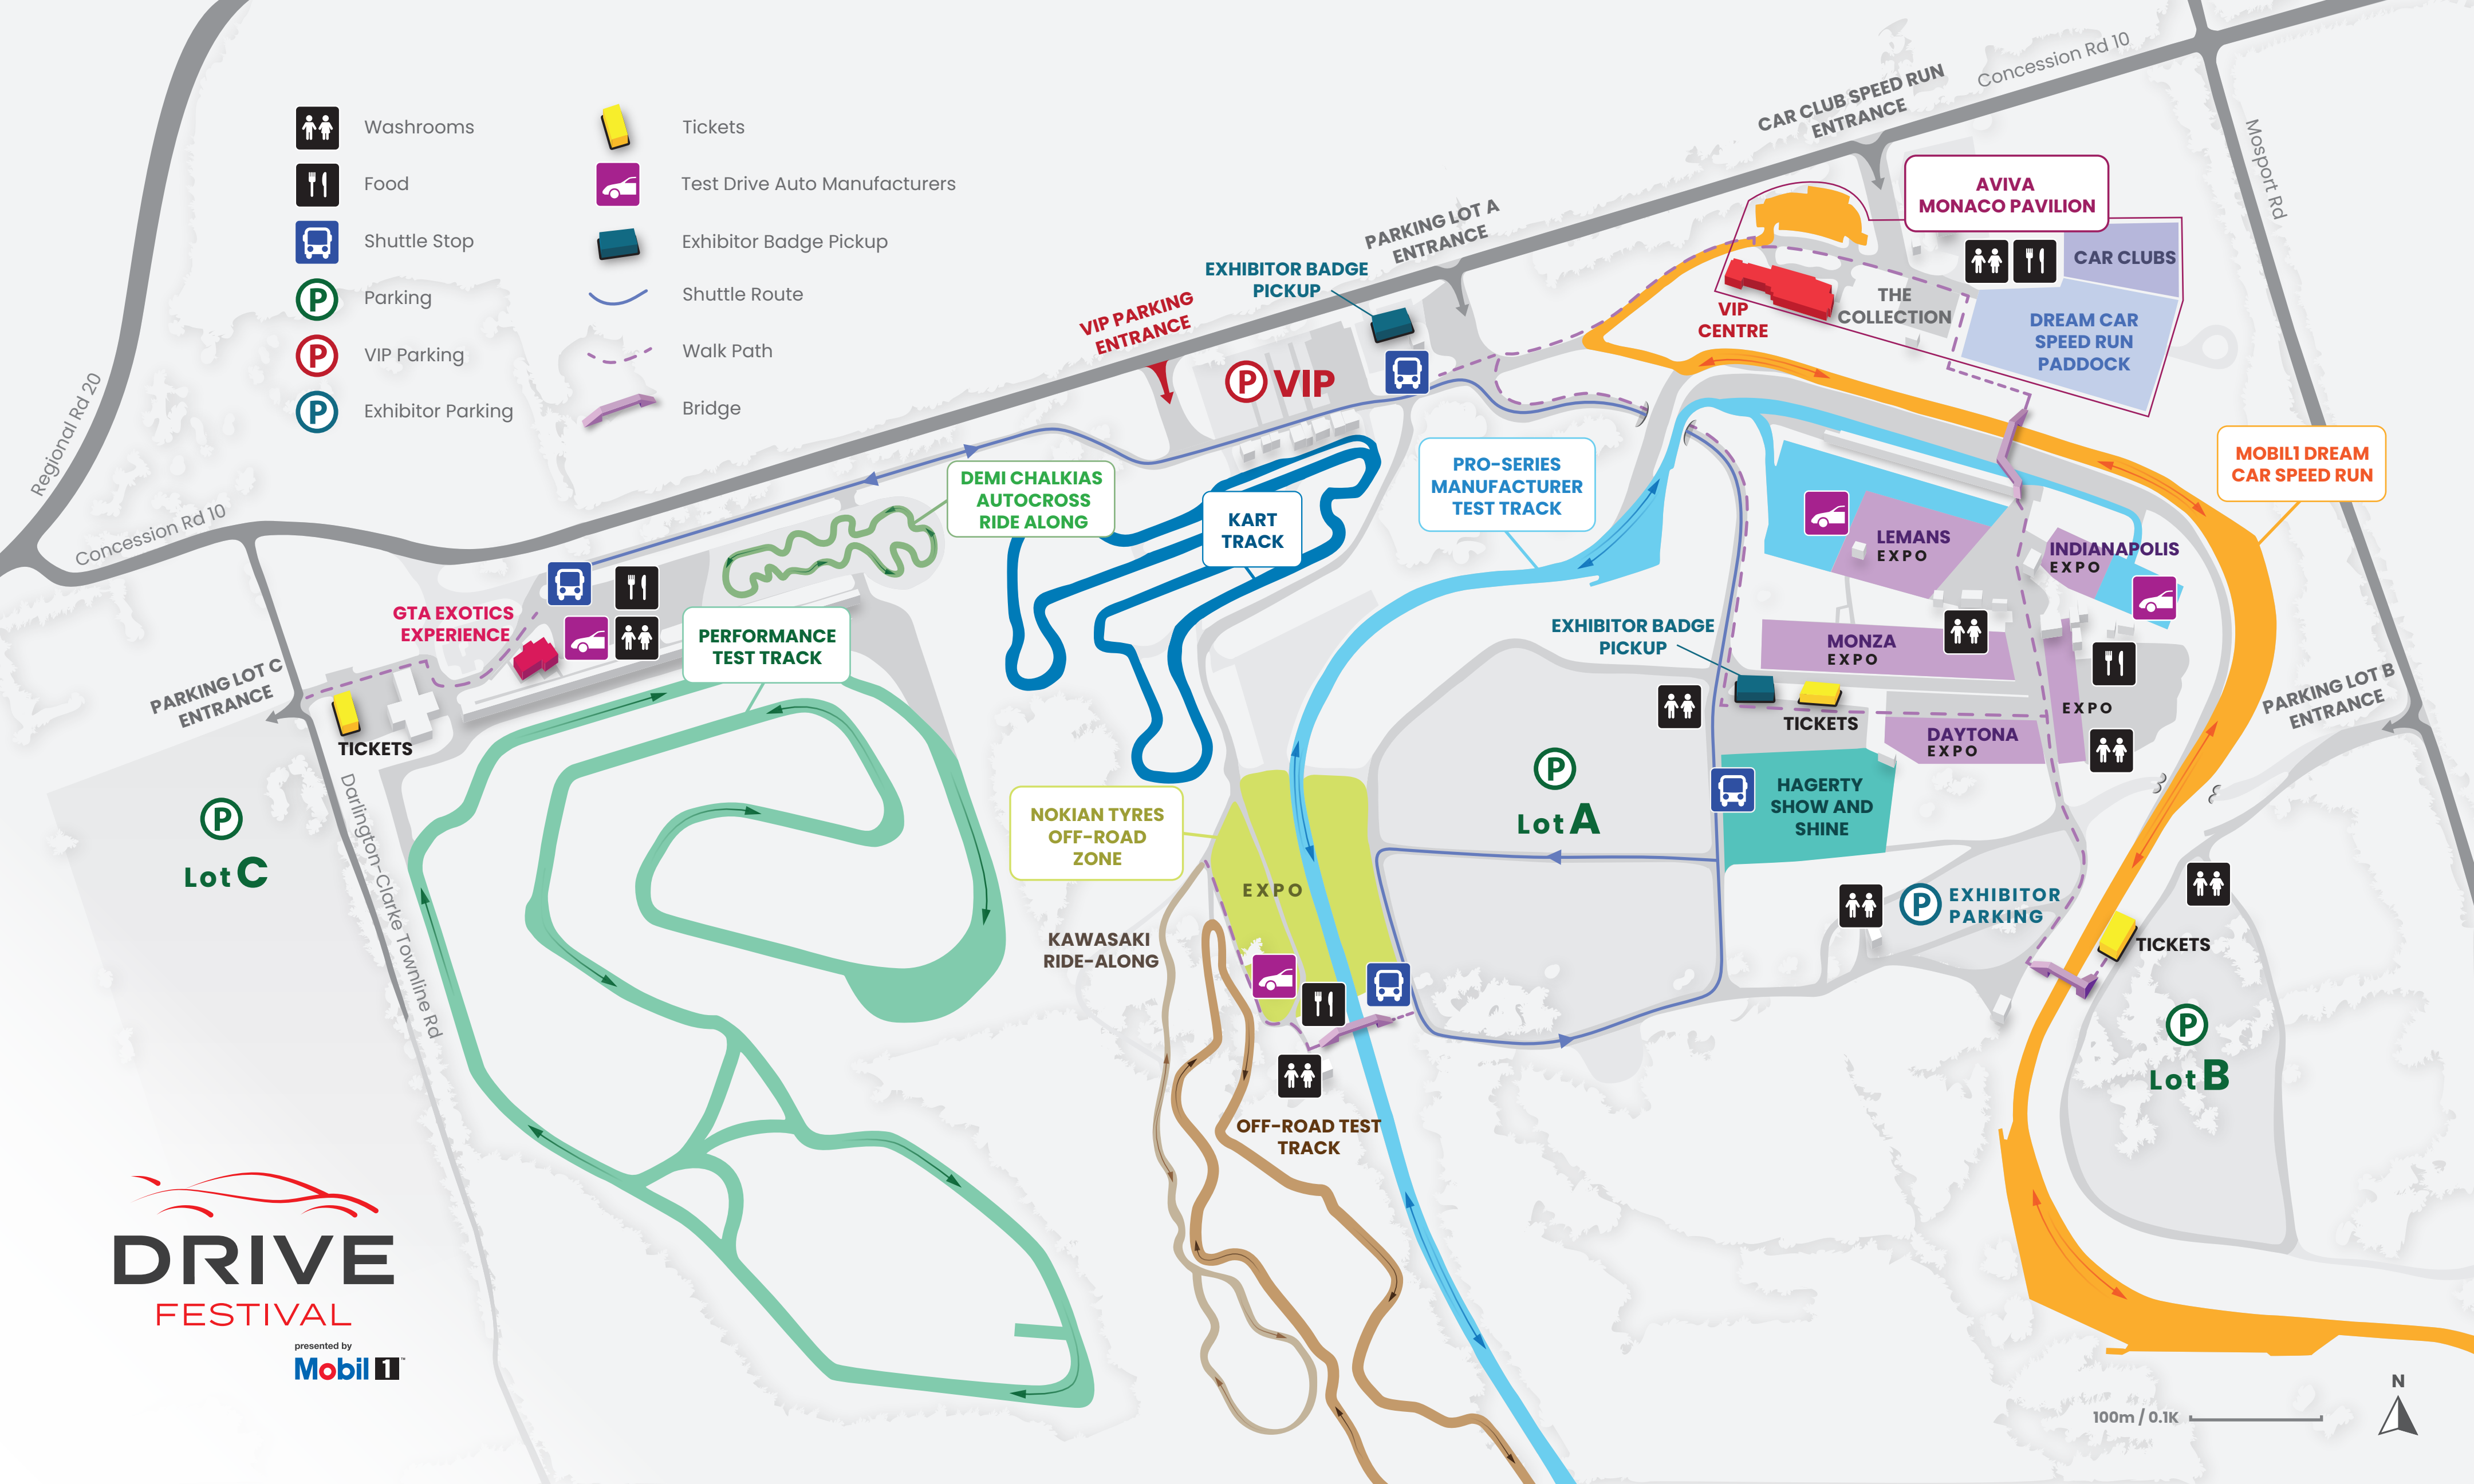 Washrooms
Food
Shuttle Stop
Parking
VIP Parking
Exhibitor Parking
Tickets
Test Drive Auto Manufacturers
Exhibitor Badge Pickup
Shuttle Route
Walk Path
Bridge
Regional Rd 20
Concession Rd 10
Concession Rd 10
Mosport Rd
CAR CLUB SPEED RUN
ENTRANCE
AVIVA
MONACO PAVILION
CAR CLUBS
THE
COLLECTION
VIP
CENTRE
DREAM CAR
SPEED RUN
PADDOCK
PARKING LOT A
ENTRANCE
EXHIBITOR BADGE
PICKUP
VIP PARKING
ENTRANCE
P VIP
MOBIL1 DREAM
CAR SPEED RUN
PRO-SERIES
MANUFACTURER
TEST TRACK
DEMI CHALKIAS
AUTOCROSS
RIDE ALONG
KART
TRACK
LEMANS
EXPO
INDIANAPOLIS
EXPO
GTA EXOTICS
EXPERIENCE
PERFORMANCE
TEST TRACK
EXHIBITOR BADGE
PICKUP
MONZA
EXPO
PARKING LOT C
ENTRANCE
TICKETS
PARKING LOT B
ENTRANCE
TICKETS
EXPO
DAYTONA
EXPO
HAGERTY
SHOW AND
SHINE
P
Lot A
P
Lot C
Darlington-Clarke Townline Rd
NOKIAN TYRES
OFF-ROAD
ZONE
EXPO
KAWASAKI
RIDE-ALONG
P EXHIBITOR
PARKING
TICKETS
P
Lot B
OFF-ROAD TEST
TRACK
DRIVE
FESTIVAL
presented by
Mobil 1
N
100m / 0.1K